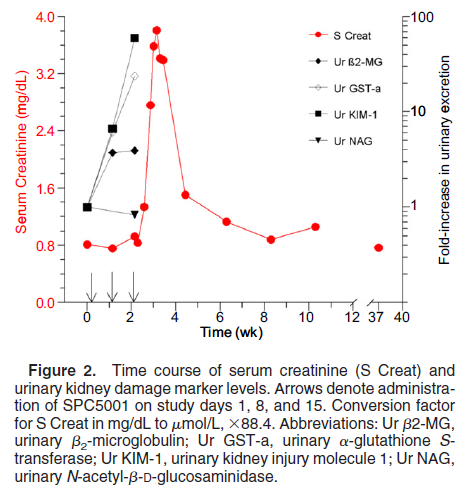 4.0
3.2
2.4
1.6
0.8
0.0
Serum Creatinine (mg/dL)
S Creat
Ur ß2-MG
Ur GST-a
Ur KIM-1
Ur NAG
100
10
1
Fold-increase in urinary excretion
0 2 4 6 8 10 12 37 40
Time (wk)
Figure 2. Time course of serum creatinine (S Creat) and
urinary kidney damage marker levels. Arrows denote administra-
tion of SPC5001 on study days 1, 8, and 15. Conversion factor
for S Creat in mg/dL to μmol/L, ×88.4. Abbreviations: Ur β2-MG,
urinary β₂-microglobulin; Ur GST-a, urinary α-glutathione S-
transferase; Ur KIM-1, urinary kidney injury molecule 1; Ur NAG,
urinary N-acetyl-β-D-glucosaminidase.